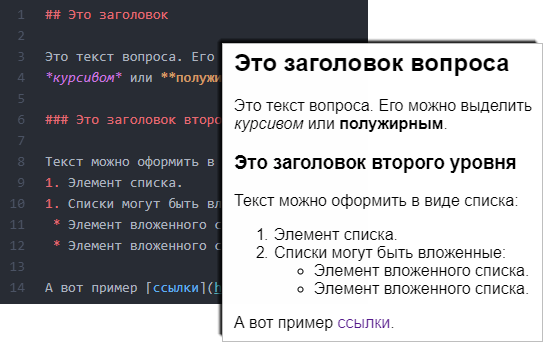 1 ## Это заголовок
2
3 Это текст вопроса. Его
4 *курсивом* или **полужи
5
6 ### Это заголовок второ
7
8 Текст можно оформить в
9 1. Элемент списка.
10 1. Списки могут быть вл
11 * Элемент вложенного с
12 * Элемент вложенного с
13
14 А вот пример [ссылки](h
Это заголовок вопроса
Это текст вопроса. Его можно выделить
курсивом или полужирным.
Это заголовок второго уровня
Текст можно оформить в виде списка:
1. Элемент списка.
2. Списки могут быть вложенные:
Элемент вложенного списка.
Элемент вложенного списка.
А вот пример ссылки.